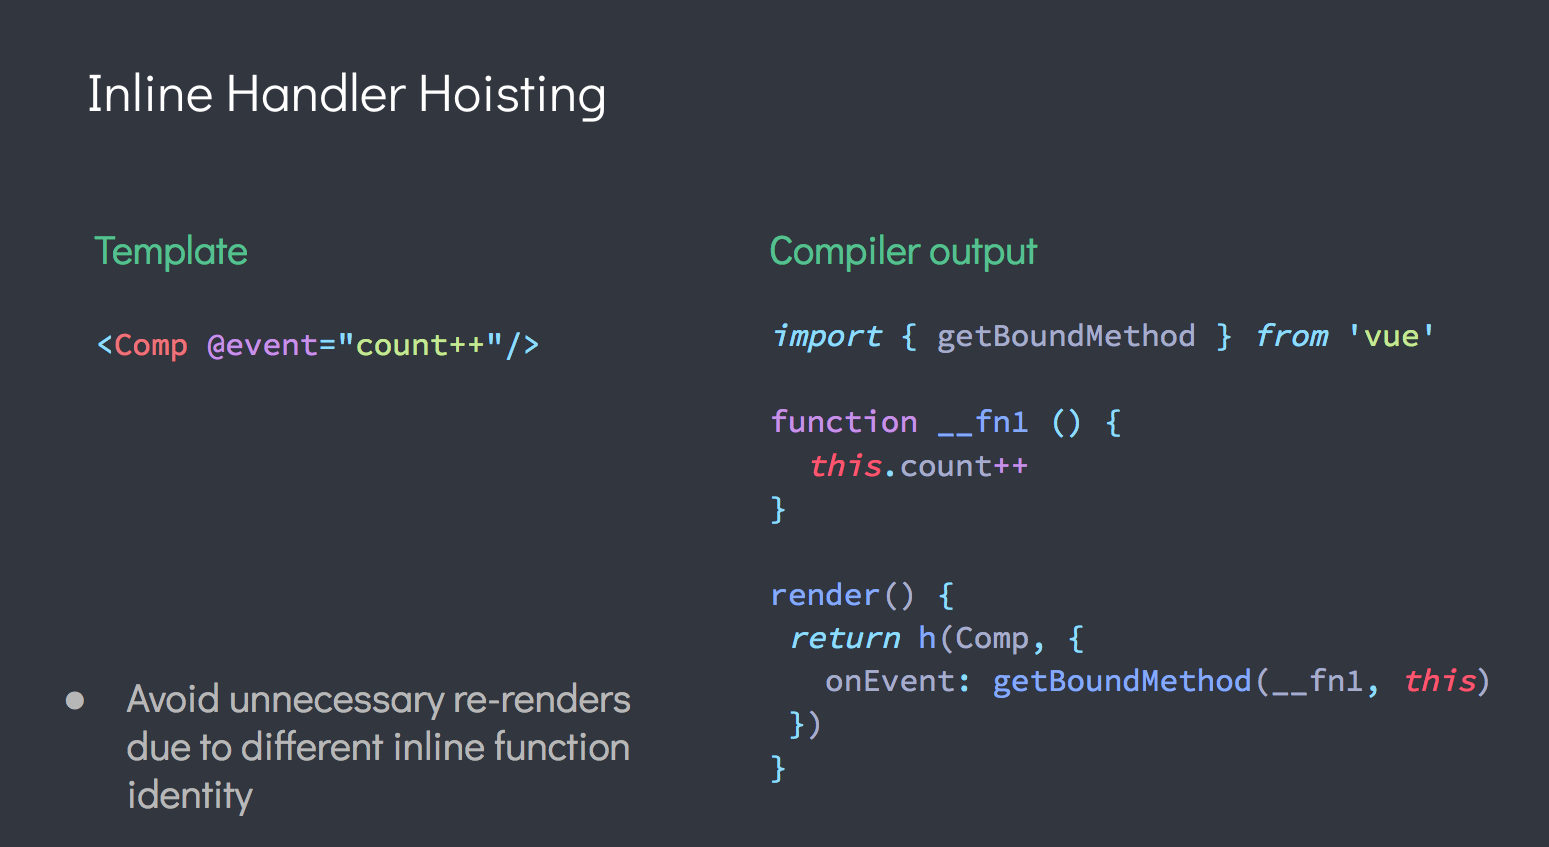 Inline Handler Hoisting
Template
<Comp @event="count++"/>
● Avoid unnecessary re-renders
due to different inline function
identity
Compiler output
import { getBoundMethod } from 'vue'
function __fn1 () {
  this.count++
}
render() {
 return h(Comp, {
   onEvent: getBoundMethod(__fn1, this)
 })
}